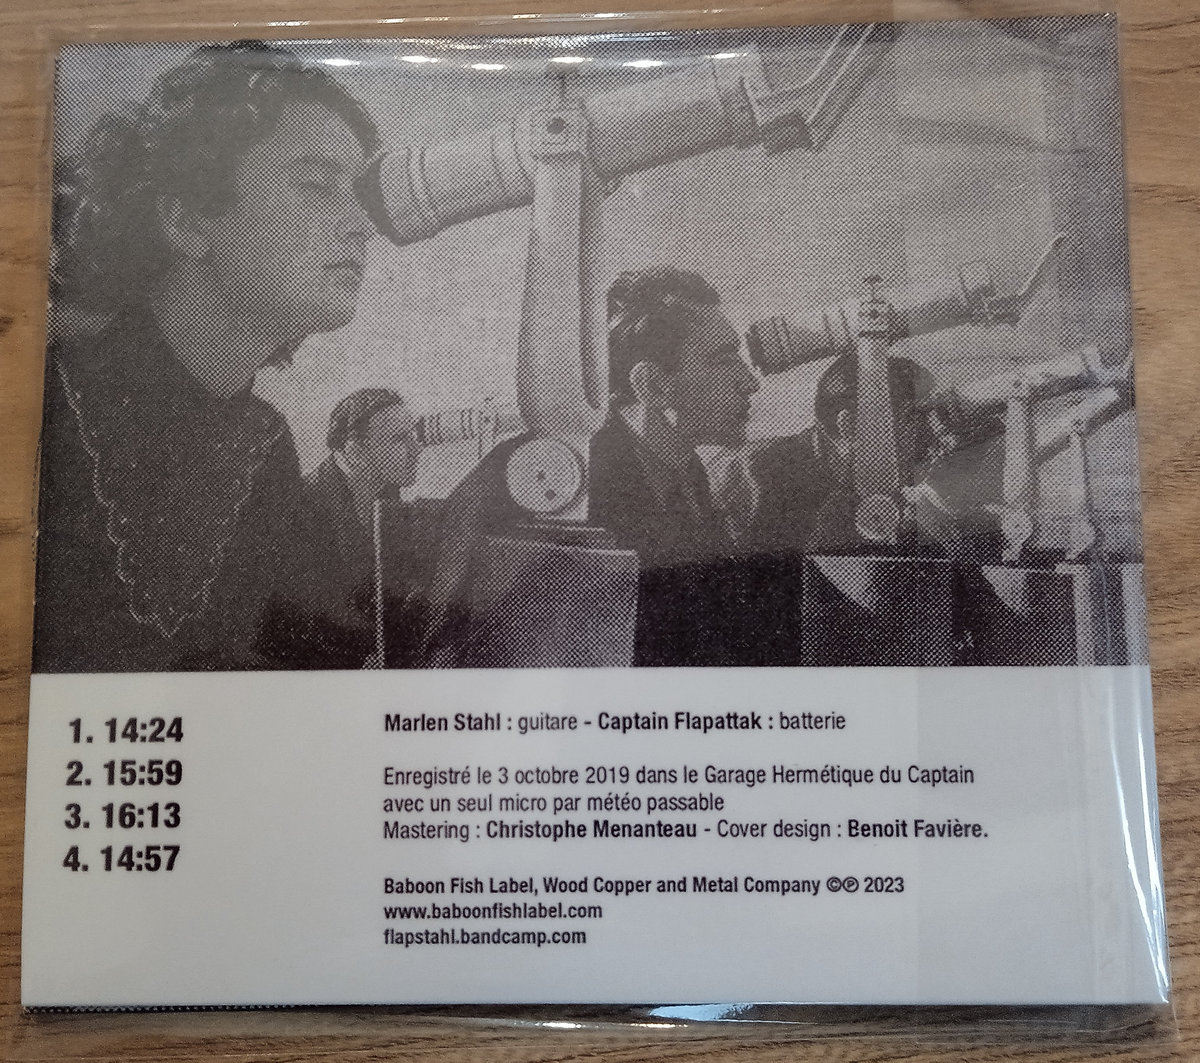 1. 14:24
2. 15:59
3. 16:13
4. 14:57
Marlen Stahl : guitare - Captain Flapattak : batterie
Enregistré le 3 octobre 2019 dans le Garage Hermétique du Captain
avec un seul micro par météo passable
Mastering : Christophe Menanteau - Cover design : Benoit Favière.
Baboon Fish Label, Wood Copper and Metal Company ©℗ 2023
www.baboonfishlabel.com
flapstahl.bandcamp.com